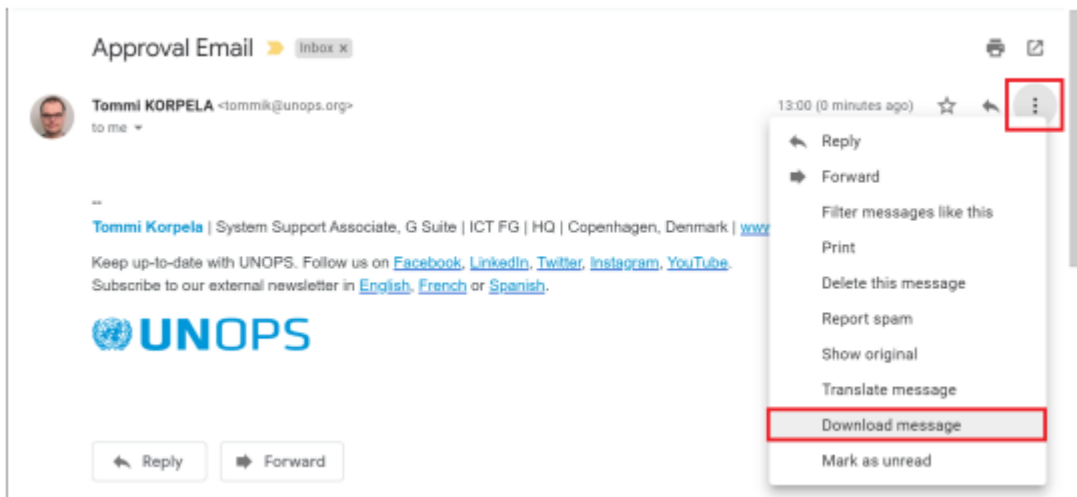 Approval Email Inbox x
Tommi KORPELA <tommik@unops.org> 13:00 (0 minutes ago)
to me
Reply
Forward
Filter messages like this
Print
Delete this message
Report spam
Show original
Translate message
Download message
Mark as unread
--
Tommi Korpela | System Support Associate, G Suite | ICT FG | HQ | Copenhagen, Denmark | www
Keep up-to-date with UNOPS. Follow us on Facebook, LinkedIn, Twitter, Instagram, YouTube.
Subscribe to our external newsletter in English, French or Spanish.
UNOPS
Reply Forward